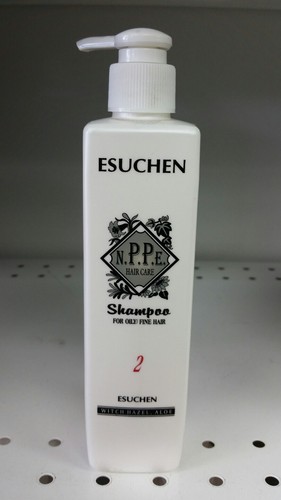 ESUCHEN
N.P.P.E.
HAIR CARE
Shampoo
FOR OILY/ FINE HAIR
2
ESUCHEN
WITCH HAZEL ALOE